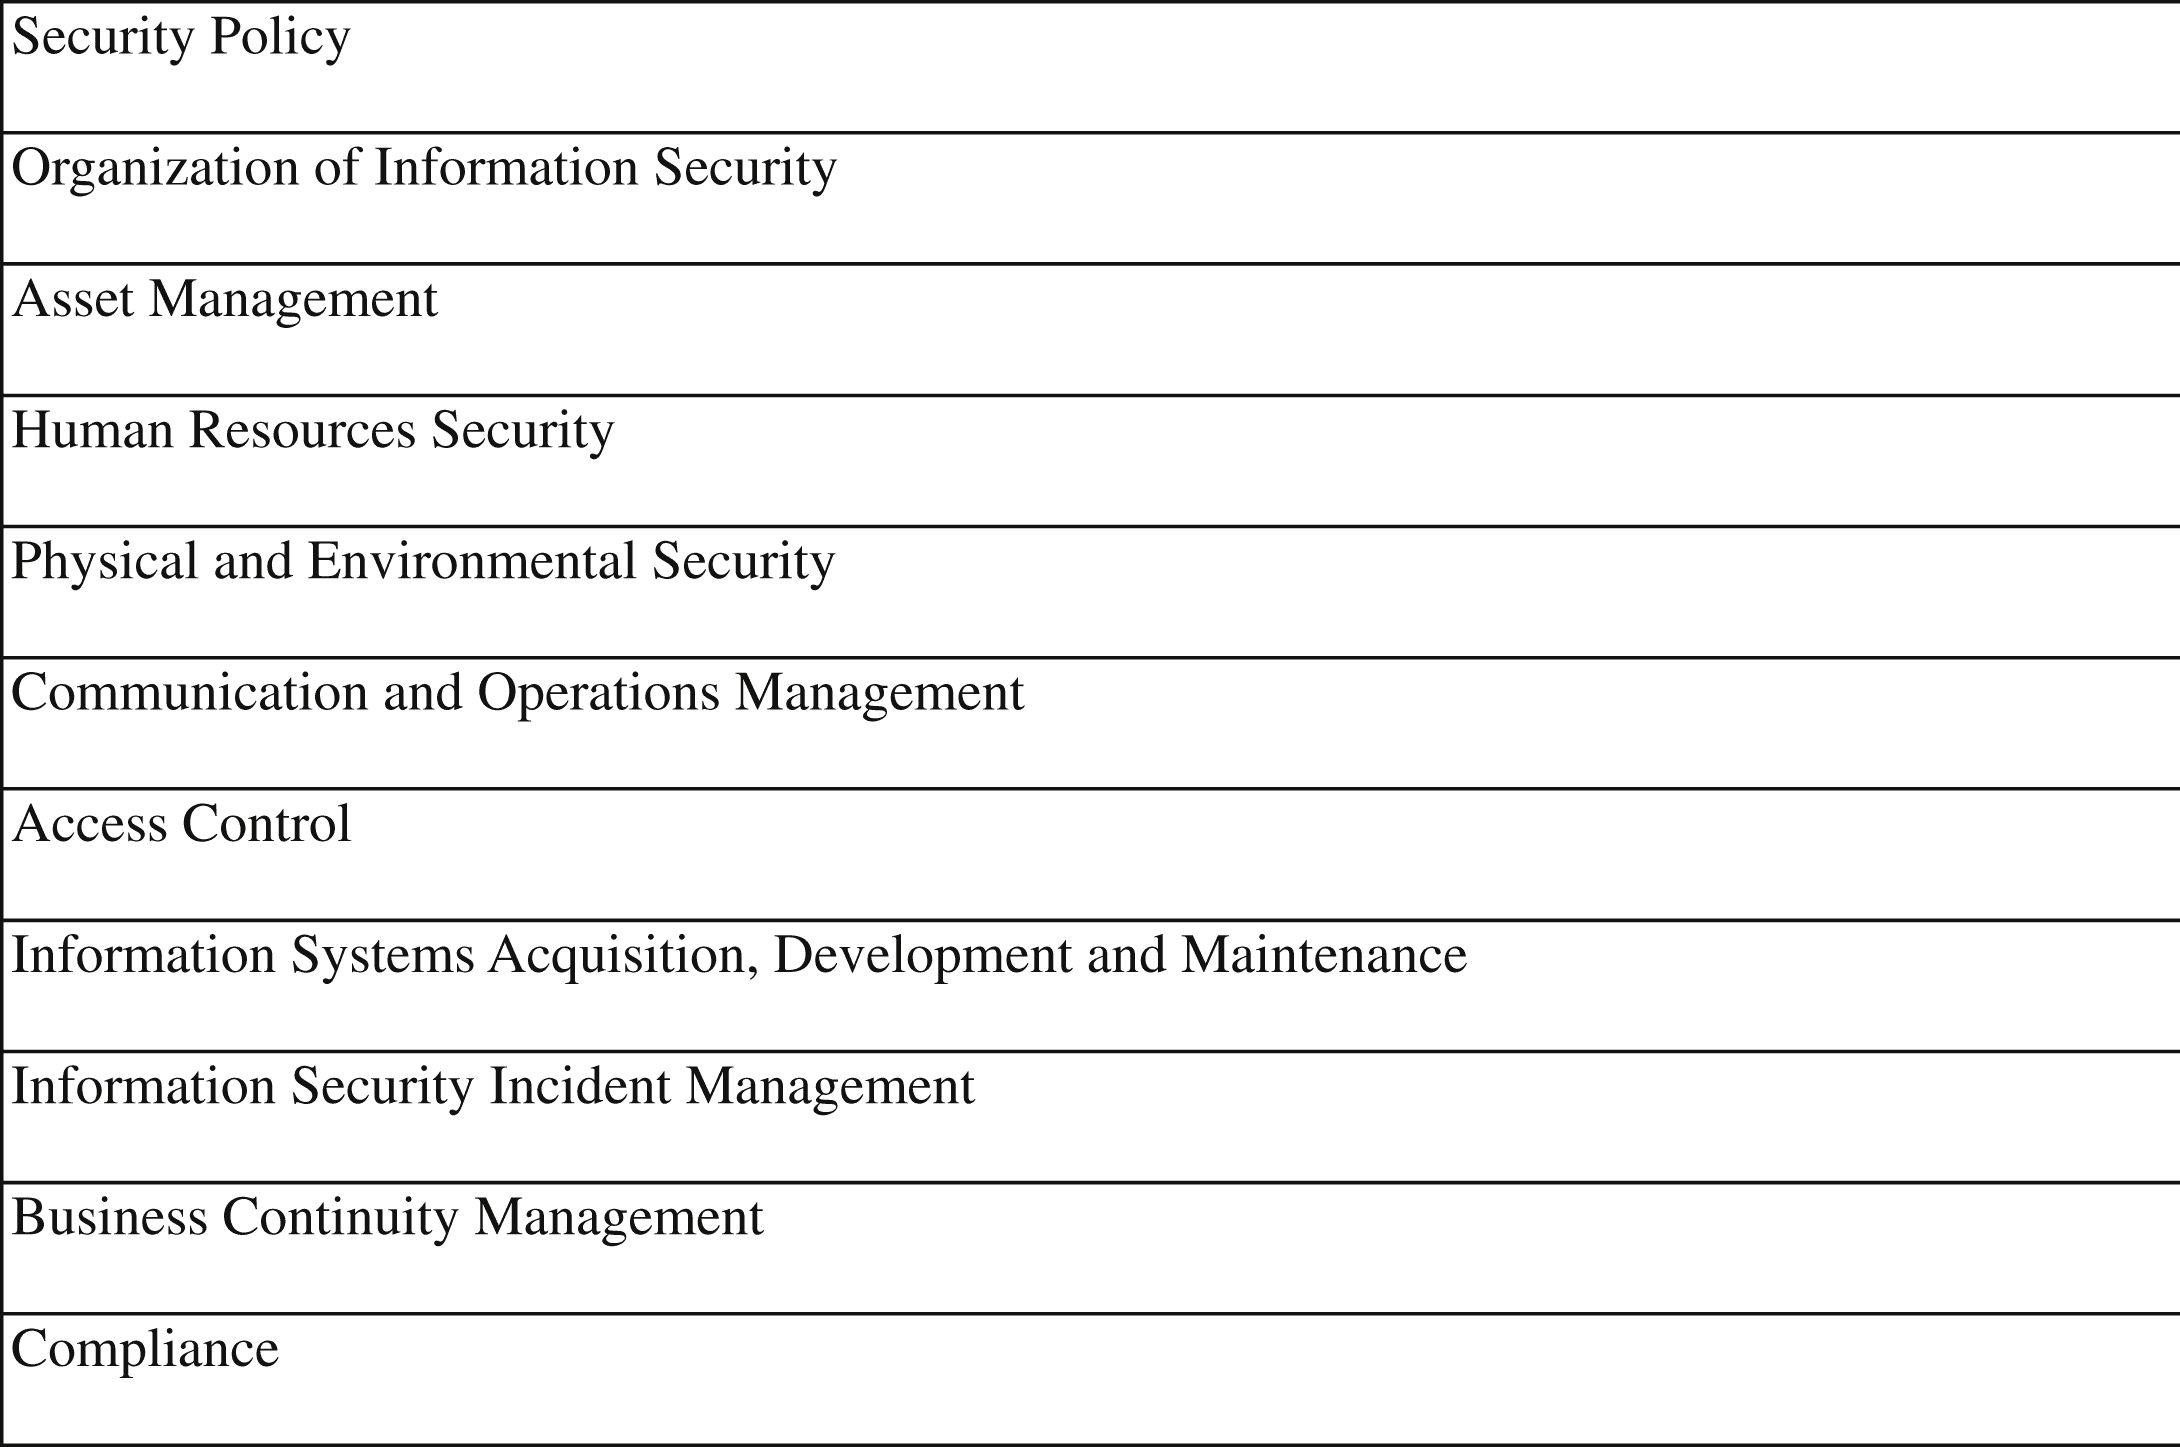 Security Policy
Organization of Information Security
Asset Management
Human Resources Security
Physical and Environmental Security
Communication and Operations Management
Access Control
Information Systems Acquisition, Development and Maintenance
Information Security Incident Management
Business Continuity Management
Compliance